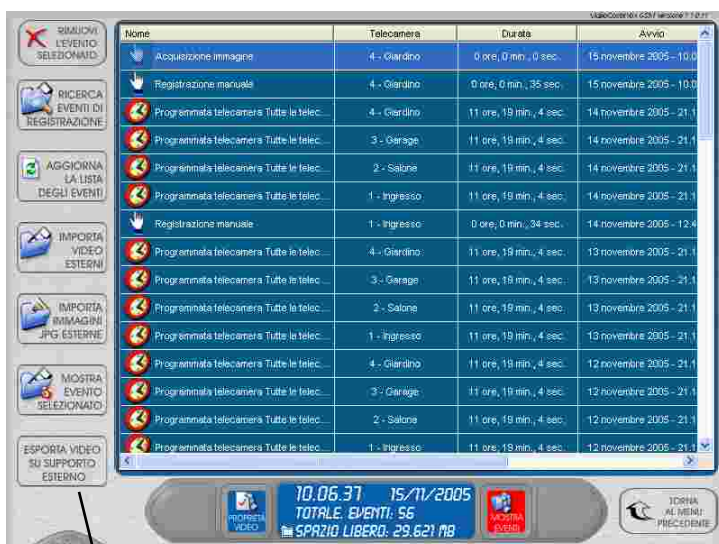 VideoControl GSM versione 7.1.0.11
RIMUOVI
L'EVENTO
SELEZIONATO
RICERCA
EVENTI DI
REGISTRAZIONE
AGGIORNA
LA LISTA
DEGLI EVENTI
IMPORTA
VIDEO
ESTERNI
IMPORTA
IMMAGINI
JPG ESTERNE
MOSTRA
EVENTO
SELEZIONATO
ESPORTA VIDEO
SU SUPPORTO
ESTERNO
Nome Telecamera Durata Avvio
Acquisizione immagine 4 - Giardino 0 ore, 0 min., 0 sec. 15 novembre 2005 - 10.0
Registrazione manuale 4 - Giardino 0 ore, 0 min., 35 sec. 15 novembre 2005 - 10.0
Programmata telecamera Tutte le telec... 4 - Giardino 11 ore, 19 min., 4 sec. 14 novembre 2005 - 21.1
Programmata telecamera Tutte le telec... 3 - Garage 11 ore, 19 min., 4 sec. 14 novembre 2005 - 21.1
Programmata telecamera Tutte le telec... 2 - Salone 11 ore, 19 min., 4 sec. 14 novembre 2005 - 21.1
Programmata telecamera Tutte le telec... 1 - Ingresso 11 ore, 19 min., 4 sec. 14 novembre 2005 - 21.1
Registrazione manuale 1 - Ingresso 0 ore, 0 min., 34 sec. 14 novembre 2005 - 12.4
Programmata telecamera Tutte le telec... 4 - Giardino 11 ore, 19 min., 4 sec. 13 novembre 2005 - 21.1
Programmata telecamera Tutte le telec... 3 - Garage 11 ore, 19 min., 4 sec. 13 novembre 2005 - 21.1
Programmata telecamera Tutte le telec... 2 - Salone 11 ore, 19 min., 4 sec. 13 novembre 2005 - 21.1
Programmata telecamera Tutte le telec... 1 - Ingresso 11 ore, 19 min., 4 sec. 13 novembre 2005 - 21.1
Programmata telecamera Tutte le telec... 4 - Giardino 11 ore, 19 min., 4 sec. 12 novembre 2005 - 21.1
Programmata telecamera Tutte le telec... 3 - Garage 11 ore, 19 min., 4 sec. 12 novembre 2005 - 21.1
Programmata telecamera Tutte le telec... 2 - Salone 11 ore, 19 min., 4 sec. 12 novembre 2005 - 21.1
Programmata telecamera Tutte le telec... 1 - Ingresso 11 ore, 19 min., 4 sec. 12 novembre 2005 - 21.1
PROPRIETÀ
VIDEO
10.06.37 15/11/2005
TOTALE EVENTI: 56
SPAZIO LIBERO: 29.621 MB
MOSTRA
EVENTI
TORNA
AL MENU
PRECEDENTE